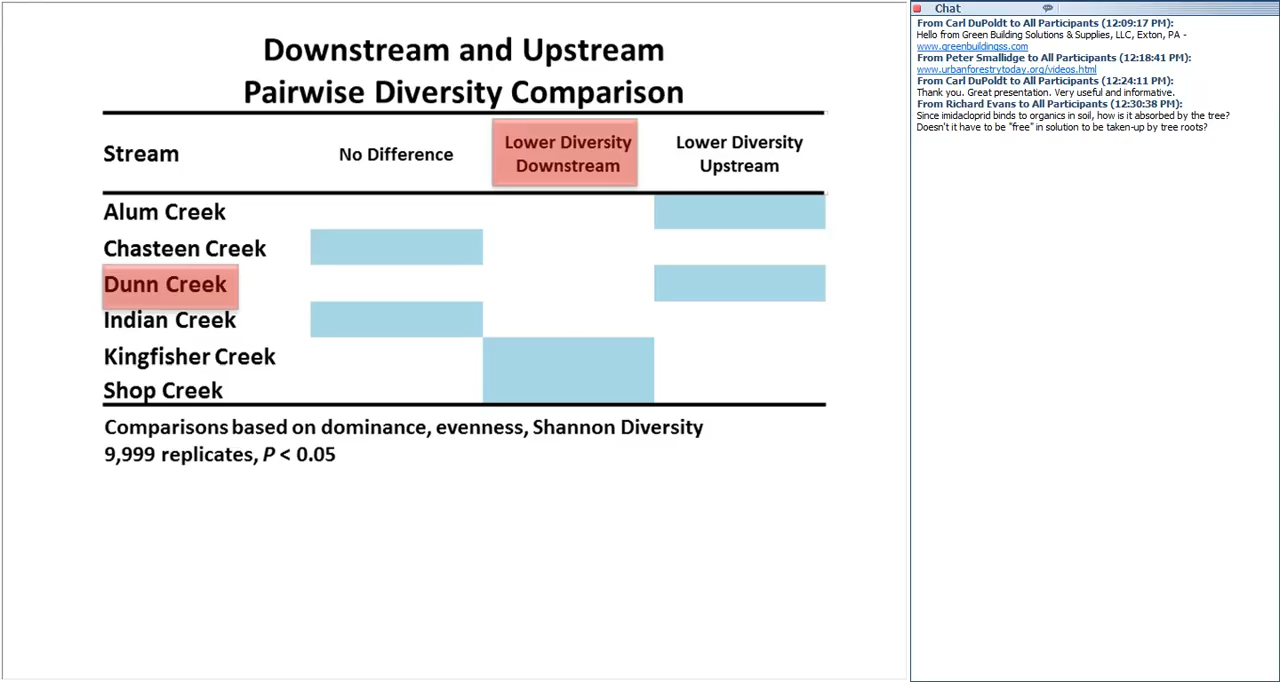 Downstream and Upstream
Pairwise Diversity Comparison
Stream
No Difference
Lower Diversity
Downstream
Lower Diversity
Upstream
Alum Creek
Chasteen Creek
Dunn Creek
Indian Creek
Kingfisher Creek
Shop Creek
Comparisons based on dominance, evenness, Shannon Diversity
9,999 replicates, P < 0.05
Chat
From Carl DuPoldt to All Participants (12:09:17 PM):
Hello from Green Building Solutions & Supplies, LLC, Exton, PA -
www.greenbuildingss.com
From Peter Smallidge to All Participants (12:18:41 PM):
www.urbanforestrytoday.org/videos.html
From Carl DuPoldt to All Participants (12:24:11 PM):
Thank you. Great presentation. Very useful and informative.
From Richard Evans to All Participants (12:30:38 PM):
Since imidacloprid binds to organics in soil, how is it absorbed by the tree?
Doesn't it have to be "free" in solution to be taken-up by tree roots?